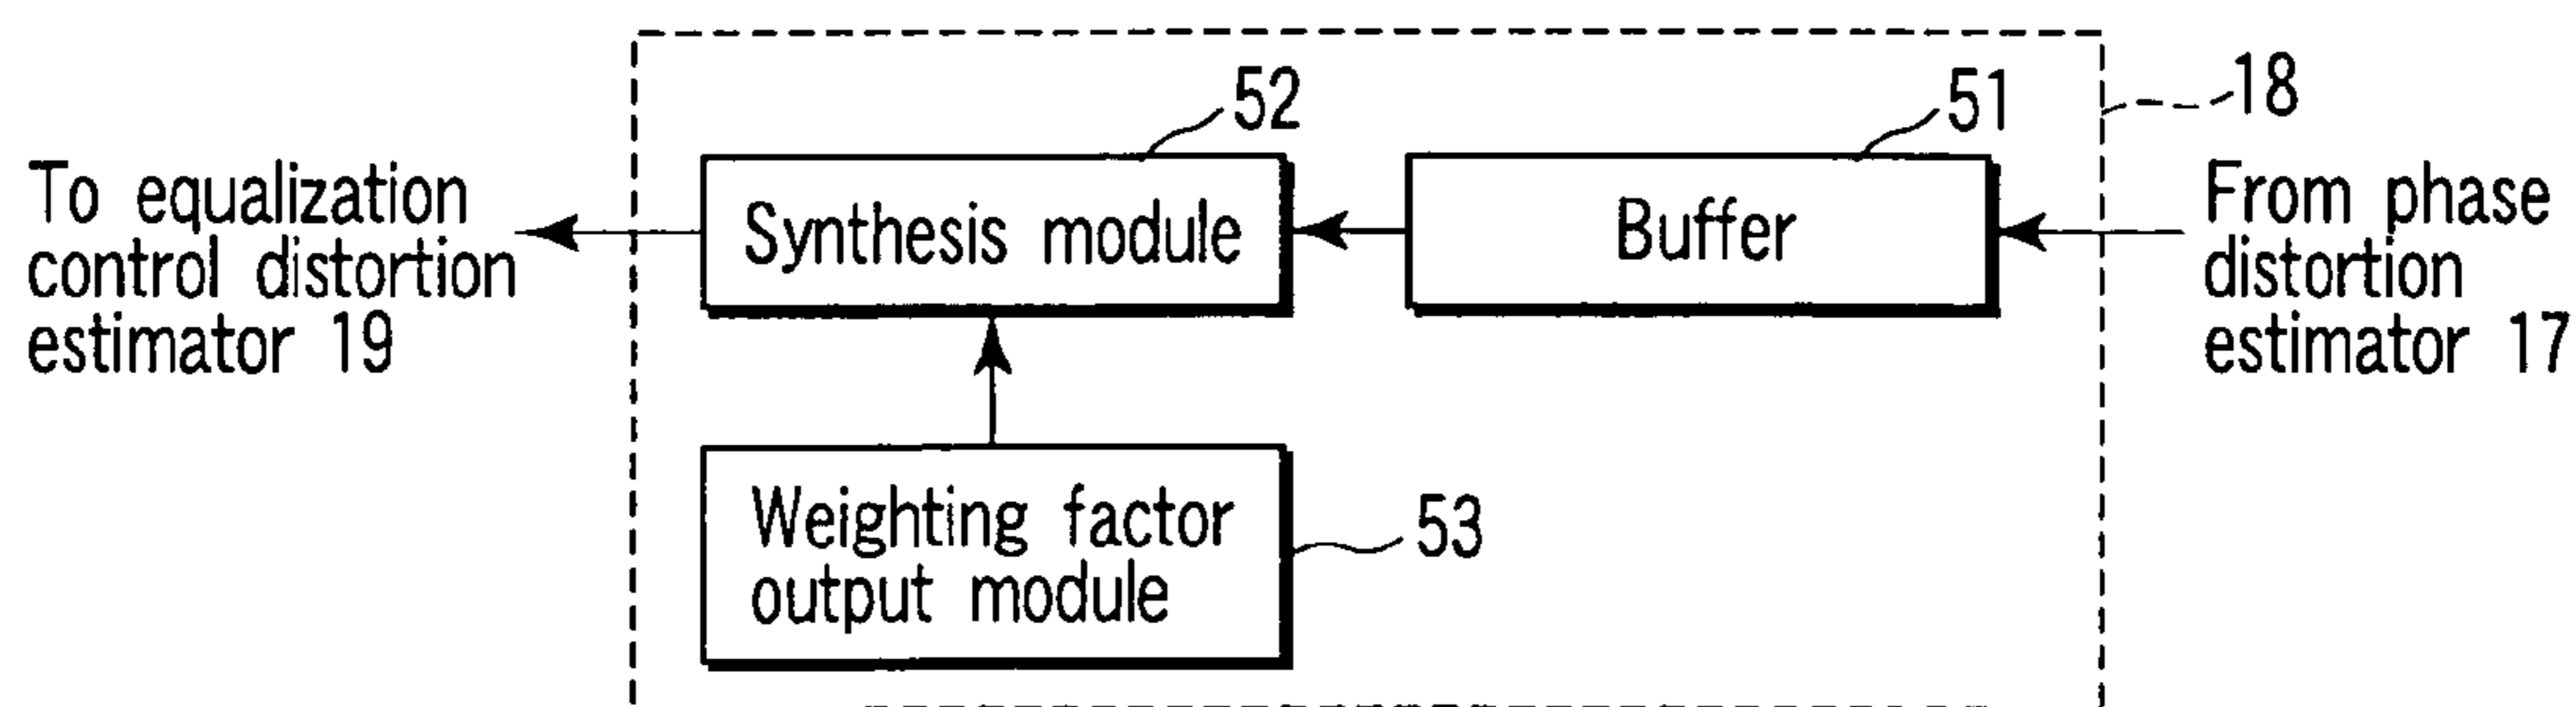 52
51
18
To equalization
control distortion
estimator 19
Synthesis module
Buffer
From phase
distortion
estimator 17
Weighting factor
output module
53